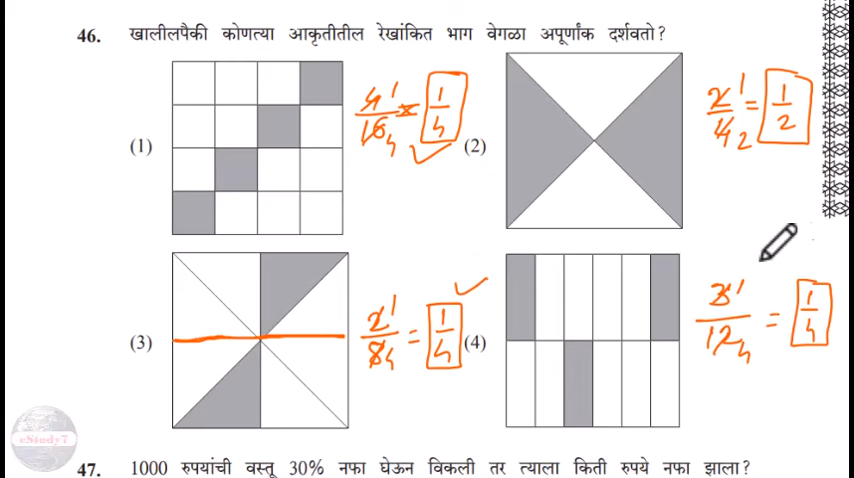 46. खालीलपैकी कोणत्या आकृतीतील रेखांकित भाग वेगळा अपूर्णांक दर्शवतो?
(1) 4/16 = 1/4
(2) 2/4 = 1/2
(3) 2/8 = 1/4
(4) 3/12 = 1/4
eStudy7
47. 1000 रुपयांची वस्तू 30% नफा घेऊन विकली तर त्याला किती रुपये नफा झाला?